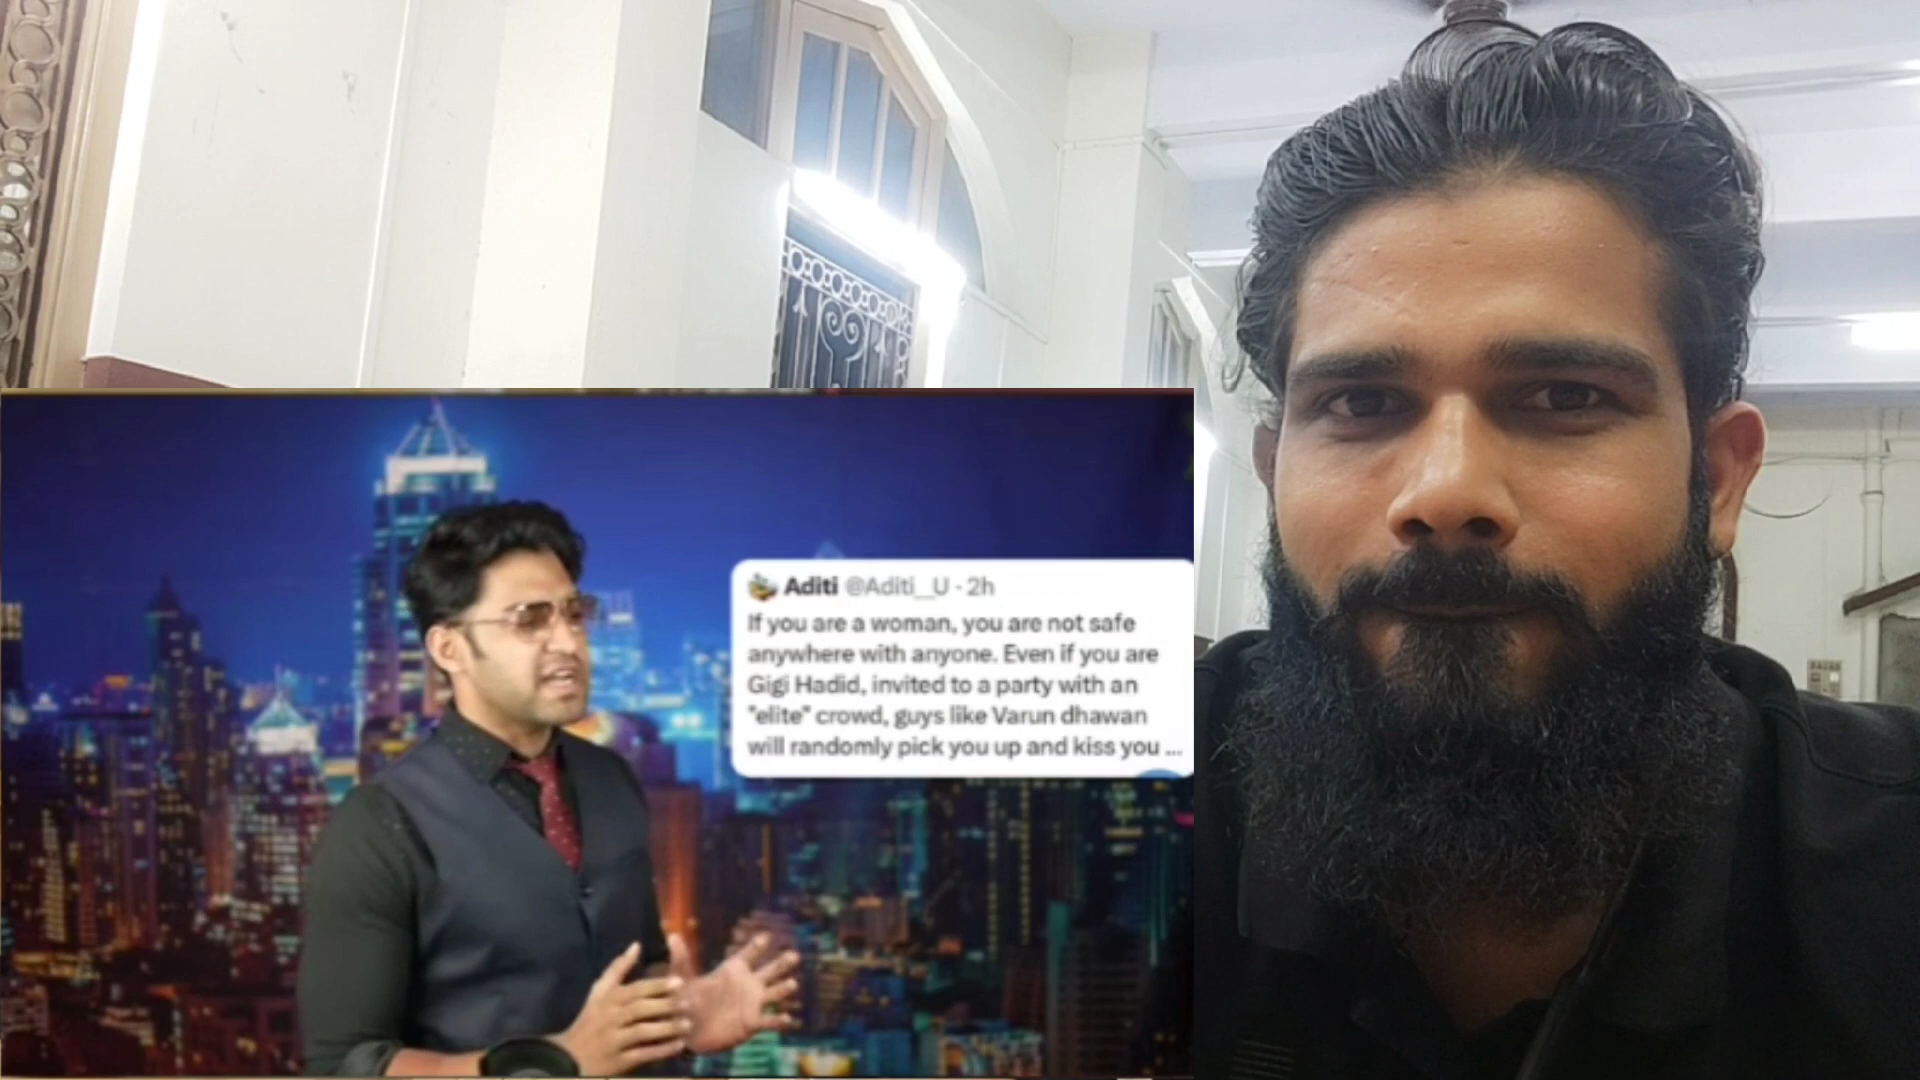 Aditi @Aditi__U · 2h
If you are a woman, you are not safe
anywhere with anyone. Even if you are
Gigi Hadid, invited to a party with an
"elite" crowd, guys like Varun dhawan
will randomly pick you up and kiss you ...